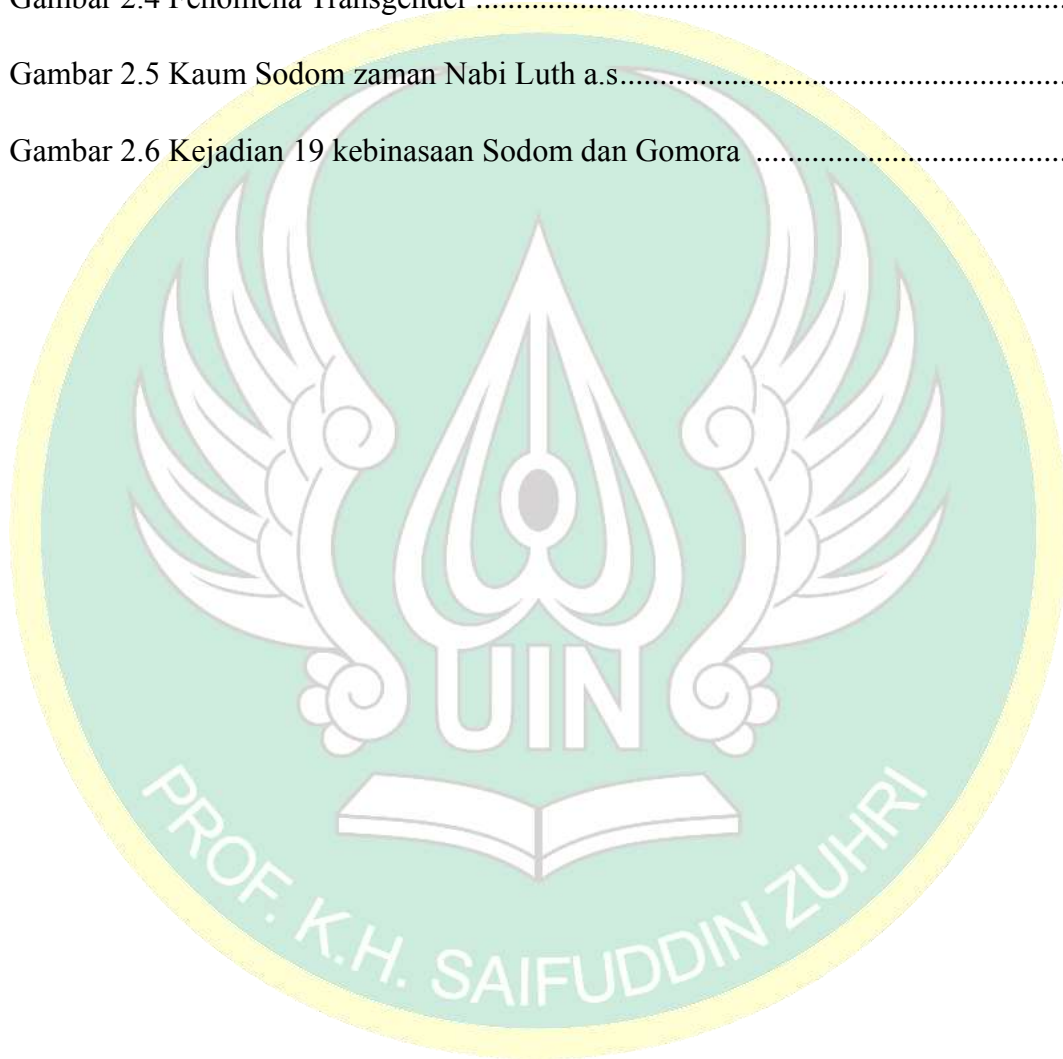 Gambar 2.4 Fenomena Transgender ..........................................................................
Gambar 2.5 Kaum Sodom zaman Nabi Luth a.s.........................................................
Gambar 2.6 Kejadian 19 kebinasaan Sodom dan Gomora .......................................
UIN
PROF. K.H. SAIFUDDIN ZUHRI